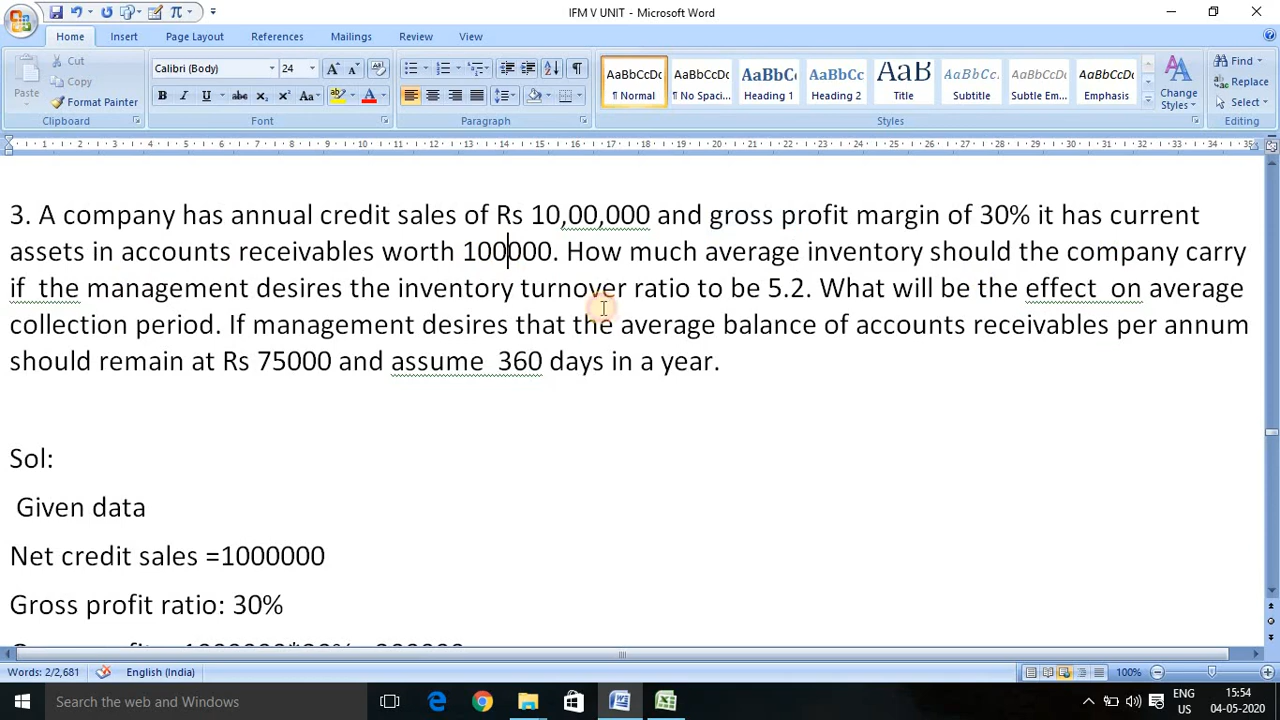 IFM V UNIT - Microsoft Word
Home Insert Page Layout References Mailings Review View
Paste
Cut
Copy
Format Painter
Clipboard
Calibri (Body) 24
Font
Paragraph
AaBbCcDc AaBbCcDc AaBbC AaBbCc AaB AaBbCc. AaBbCcDc AaBbCcDc
¶ Normal ¶ No Spaci... Heading 1 Heading 2 Title Subtitle Subtle Em... Emphasis
Styles
Change Styles
Find
Replace
Select
Editing
3. A company has annual credit sales of Rs 10,00,000 and gross profit margin of 30% it has current
assets in accounts receivables worth 100000. How much average inventory should the company carry
if  the management desires the inventory turnover ratio to be 5.2. What will be the effect  on average
collection period. If management desires that the average balance of accounts receivables per annum
should remain at Rs 75000 and assume  360 days in a year.
Sol:
Given data
Net credit sales =1000000
Gross profit ratio: 30%
Words: 2/2,681 English (India) 100%
Search the web and Windows
ENG 15:54
US 04-05-2020